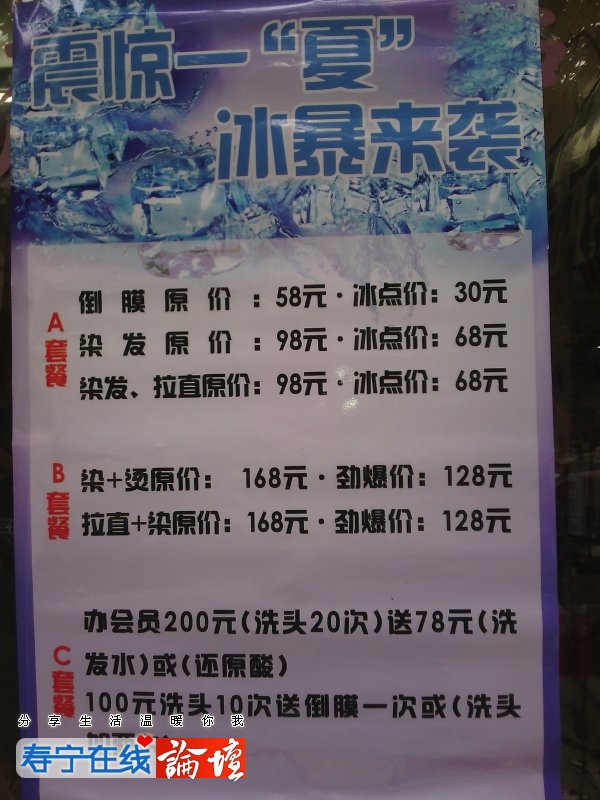 震惊一“夏”
冰暴来袭
A套餐
倒膜原价：58元·冰点价：30元
染发原价：98元·冰点价：68元
染发、拉直原价：98元·冰点价：68元
B套餐
染+烫原价：168元·劲爆价：128元
拉直+染原价：168元·劲爆价：128元
C套餐
办会员200元(洗头20次)送78元(洗
发水)或(还原酸)
100元洗头10次送倒膜一次或(洗头
分享生活温暖你我
寿宁在线论壇